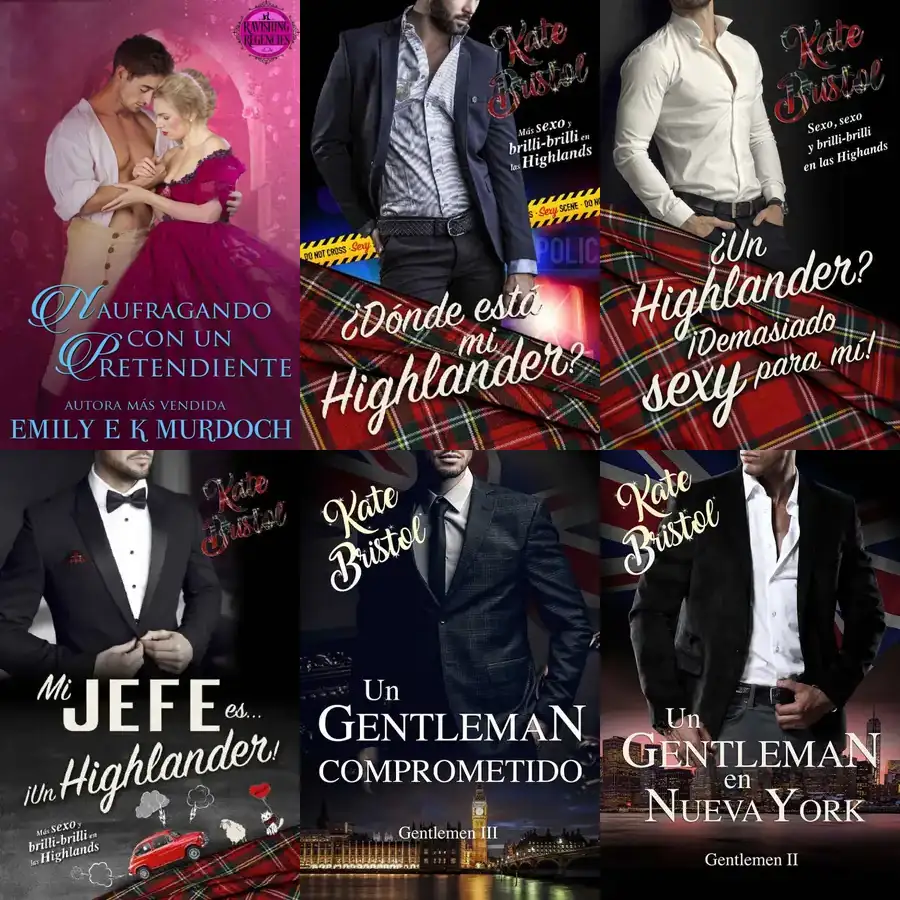 RAVISHING
REGENCIES
NAUFRAGANDO
CON UN
PRETENDIENTE
AUTORA MÁS VENDIDA
EMILY E K MURDOCH
Kate
Bristol
Más sexo y
brilli-brilli en
las Highlands
DO NOT CROSS · Sexy
SCENE · DO NO
POLIC
¿Dónde está
mi
Highlander?
Kate
Bristol
Sexo, sexo
y brilli-brilli
en las Highands
¿Un
Highlander?
¡Demasiado
sexy para mí!
Kate
Bristol
Mi
JEFE es...
¡Un Highlander!
Más sexo y
brilli-brilli en
las Highlands
Kate
Bristol
Un
GENTLEMAN
COMPROMETIDO
Gentlemen III
Kate
Bristol
Un
GENTLEMAN
en
NUEVA YORK
Gentlemen II